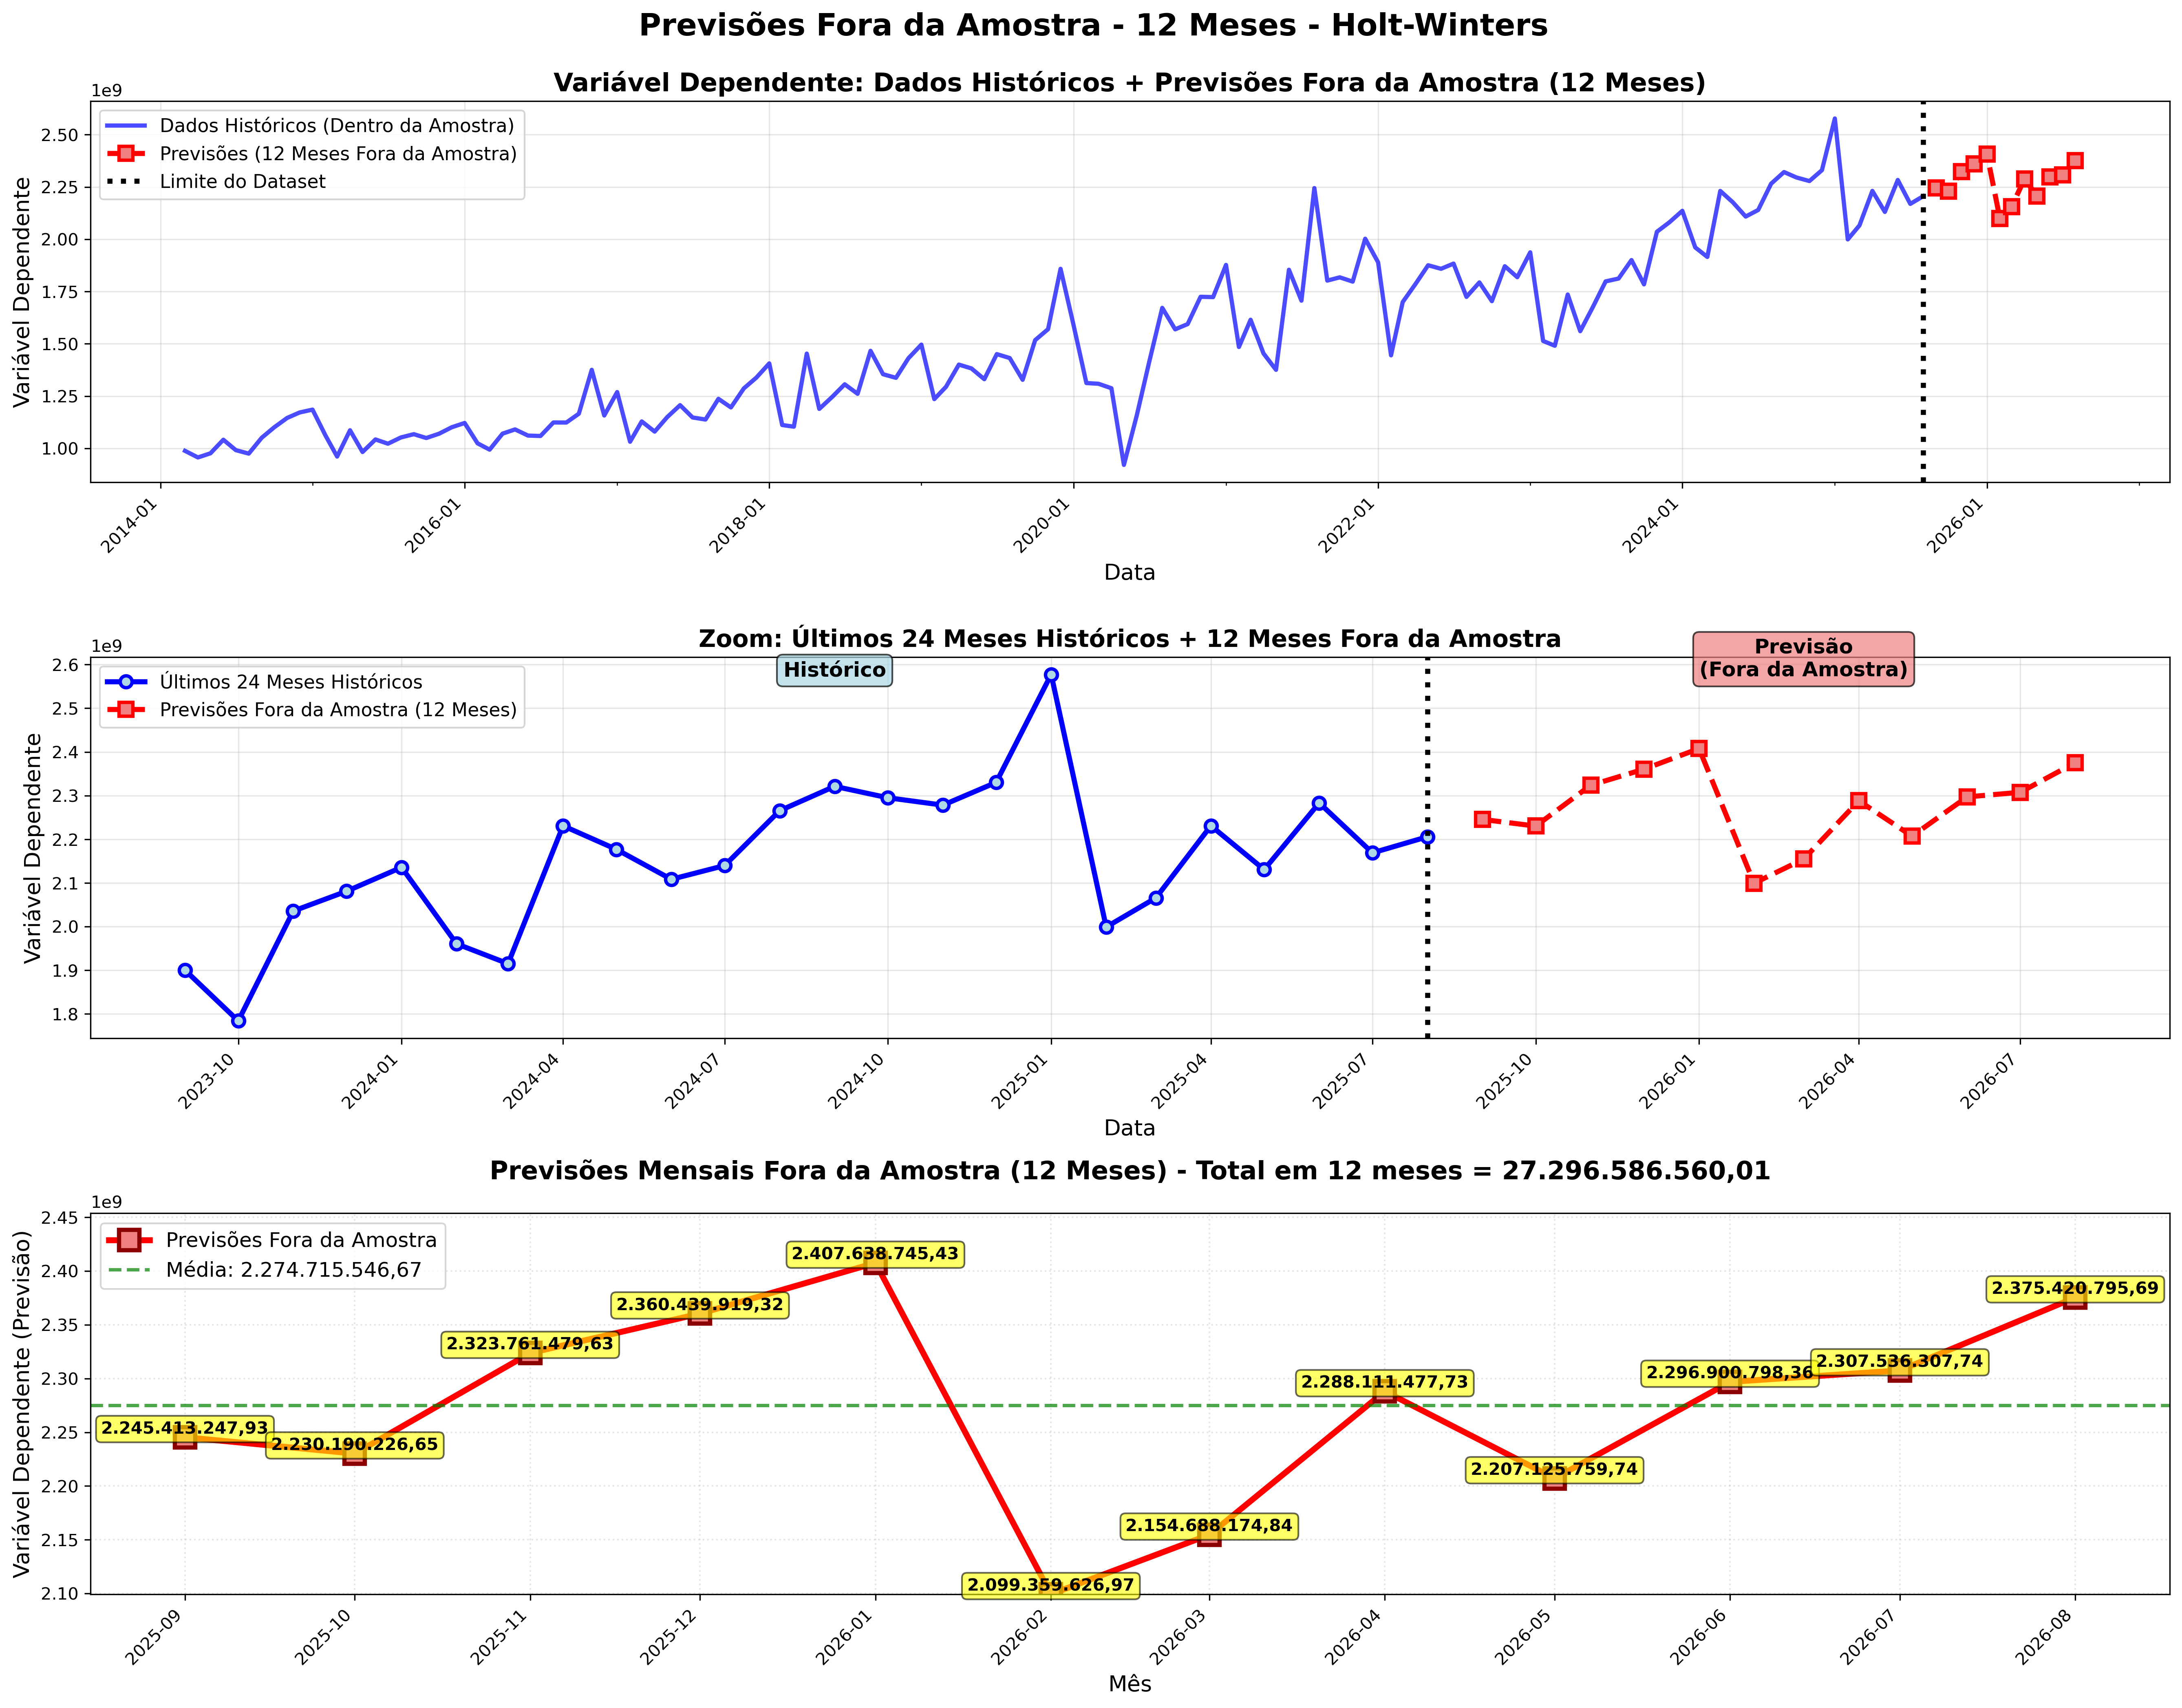 Previsões Fora da Amostra - 12 Meses - Holt-Winters
Variável Dependente: Dados Históricos + Previsões Fora da Amostra (12 Meses)
1e9
Dados Históricos (Dentro da Amostra)
Previsões (12 Meses Fora da Amostra)
Limite do Dataset
Variável Dependente
2.50
2.25
2.00
1.75
1.50
1.25
1.00
2014-01
2016-01
2018-01
2020-01
2022-01
2024-01
2026-01
Data
Zoom: Últimos 24 Meses Históricos + 12 Meses Fora da Amostra
1e9
Últimos 24 Meses Históricos
Previsões Fora da Amostra (12 Meses)
Histórico
Previsão
(Fora da Amostra)
Variável Dependente
2.6
2.5
2.4
2.3
2.2
2.1
2.0
1.9
1.8
2023-10
2024-01
2024-04
2024-07
2024-10
2025-01
2025-04
2025-07
2025-10
2026-01
2026-04
2026-07
Data
Previsões Mensais Fora da Amostra (12 Meses) - Total em 12 meses = 27.296.586.560,01
1e9
Previsões Fora da Amostra
Média: 2.274.715.546,67
Variável Dependente (Previsão)
2.45
2.40
2.35
2.30
2.25
2.20
2.15
2.10
2.245.413.247,93
2.230.190.226,65
2.323.761.479,63
2.360.439.919,32
2.407.638.745,43
2.099.359.626,97
2.154.688.174,84
2.288.111.477,73
2.207.125.759,74
2.296.900.798,36
2.307.536.307,74
2.375.420.795,69
2025-09
2025-10
2025-11
2025-12
2026-01
2026-02
2026-03
2026-04
2026-05
2026-06
2026-07
2026-08
Mês